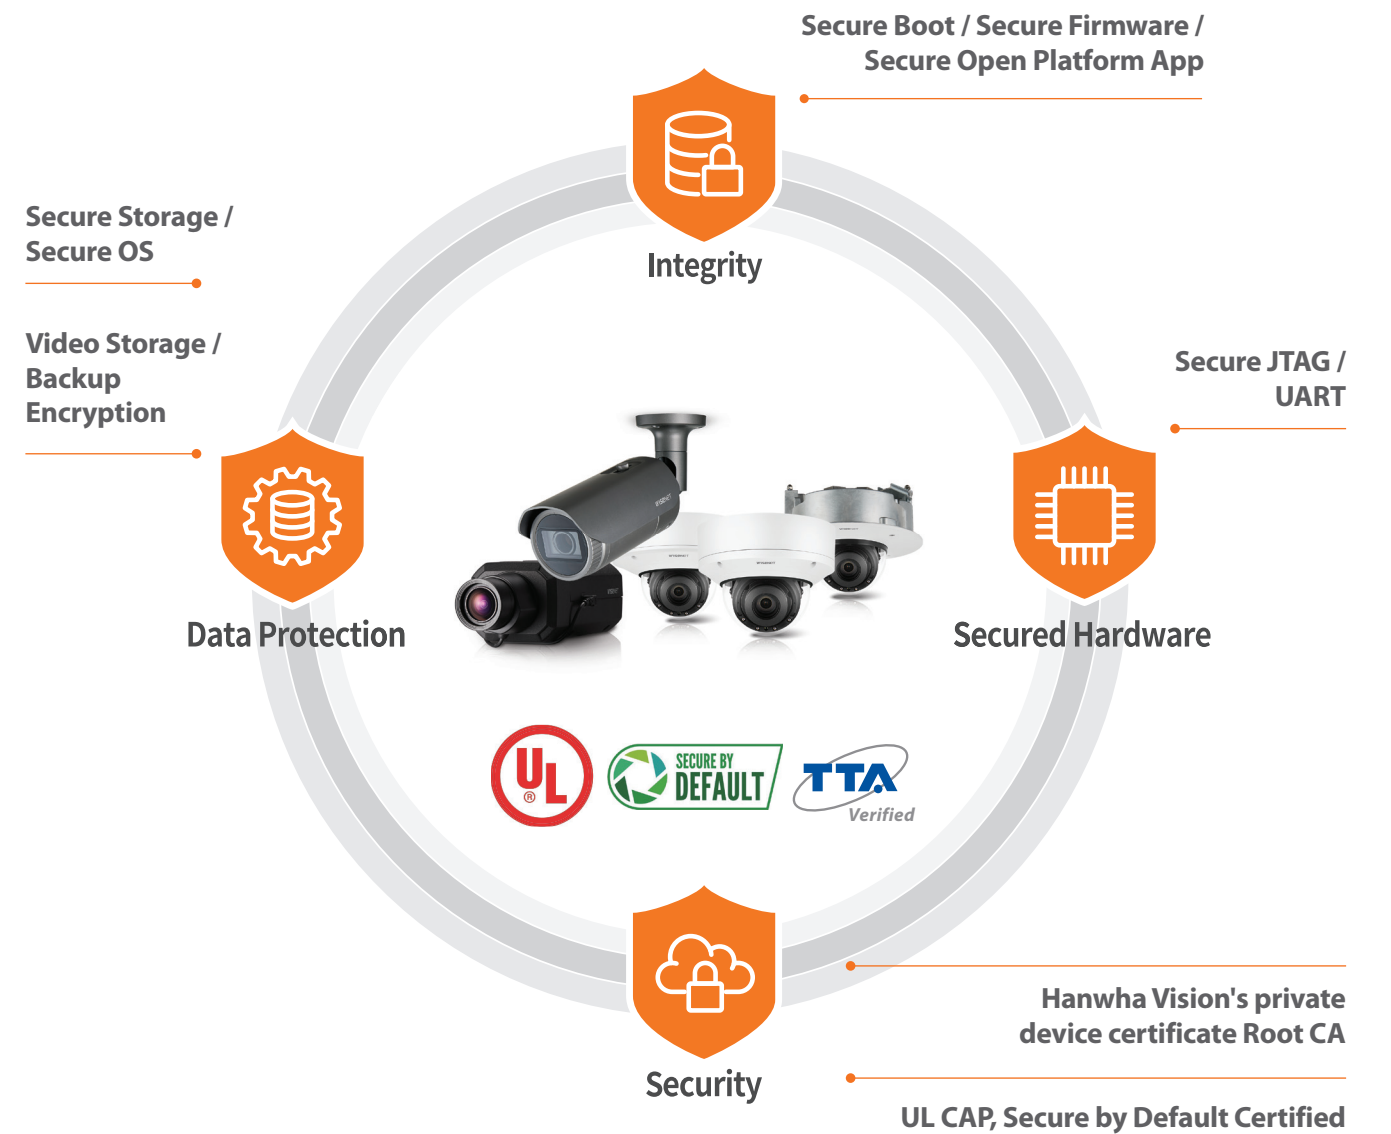 Secure Boot / Secure Firmware /
Secure Open Platform App
Integrity
Secure Storage /
Secure OS
Video Storage /
Backup
Encryption
Data Protection
Secure JTAG /
UART
Secured Hardware
UL
®
SECURE BY
DEFAULT
TTA
Verified
Security
Hanwha Vision's private
device certificate Root CA
UL CAP, Secure by Default Certified